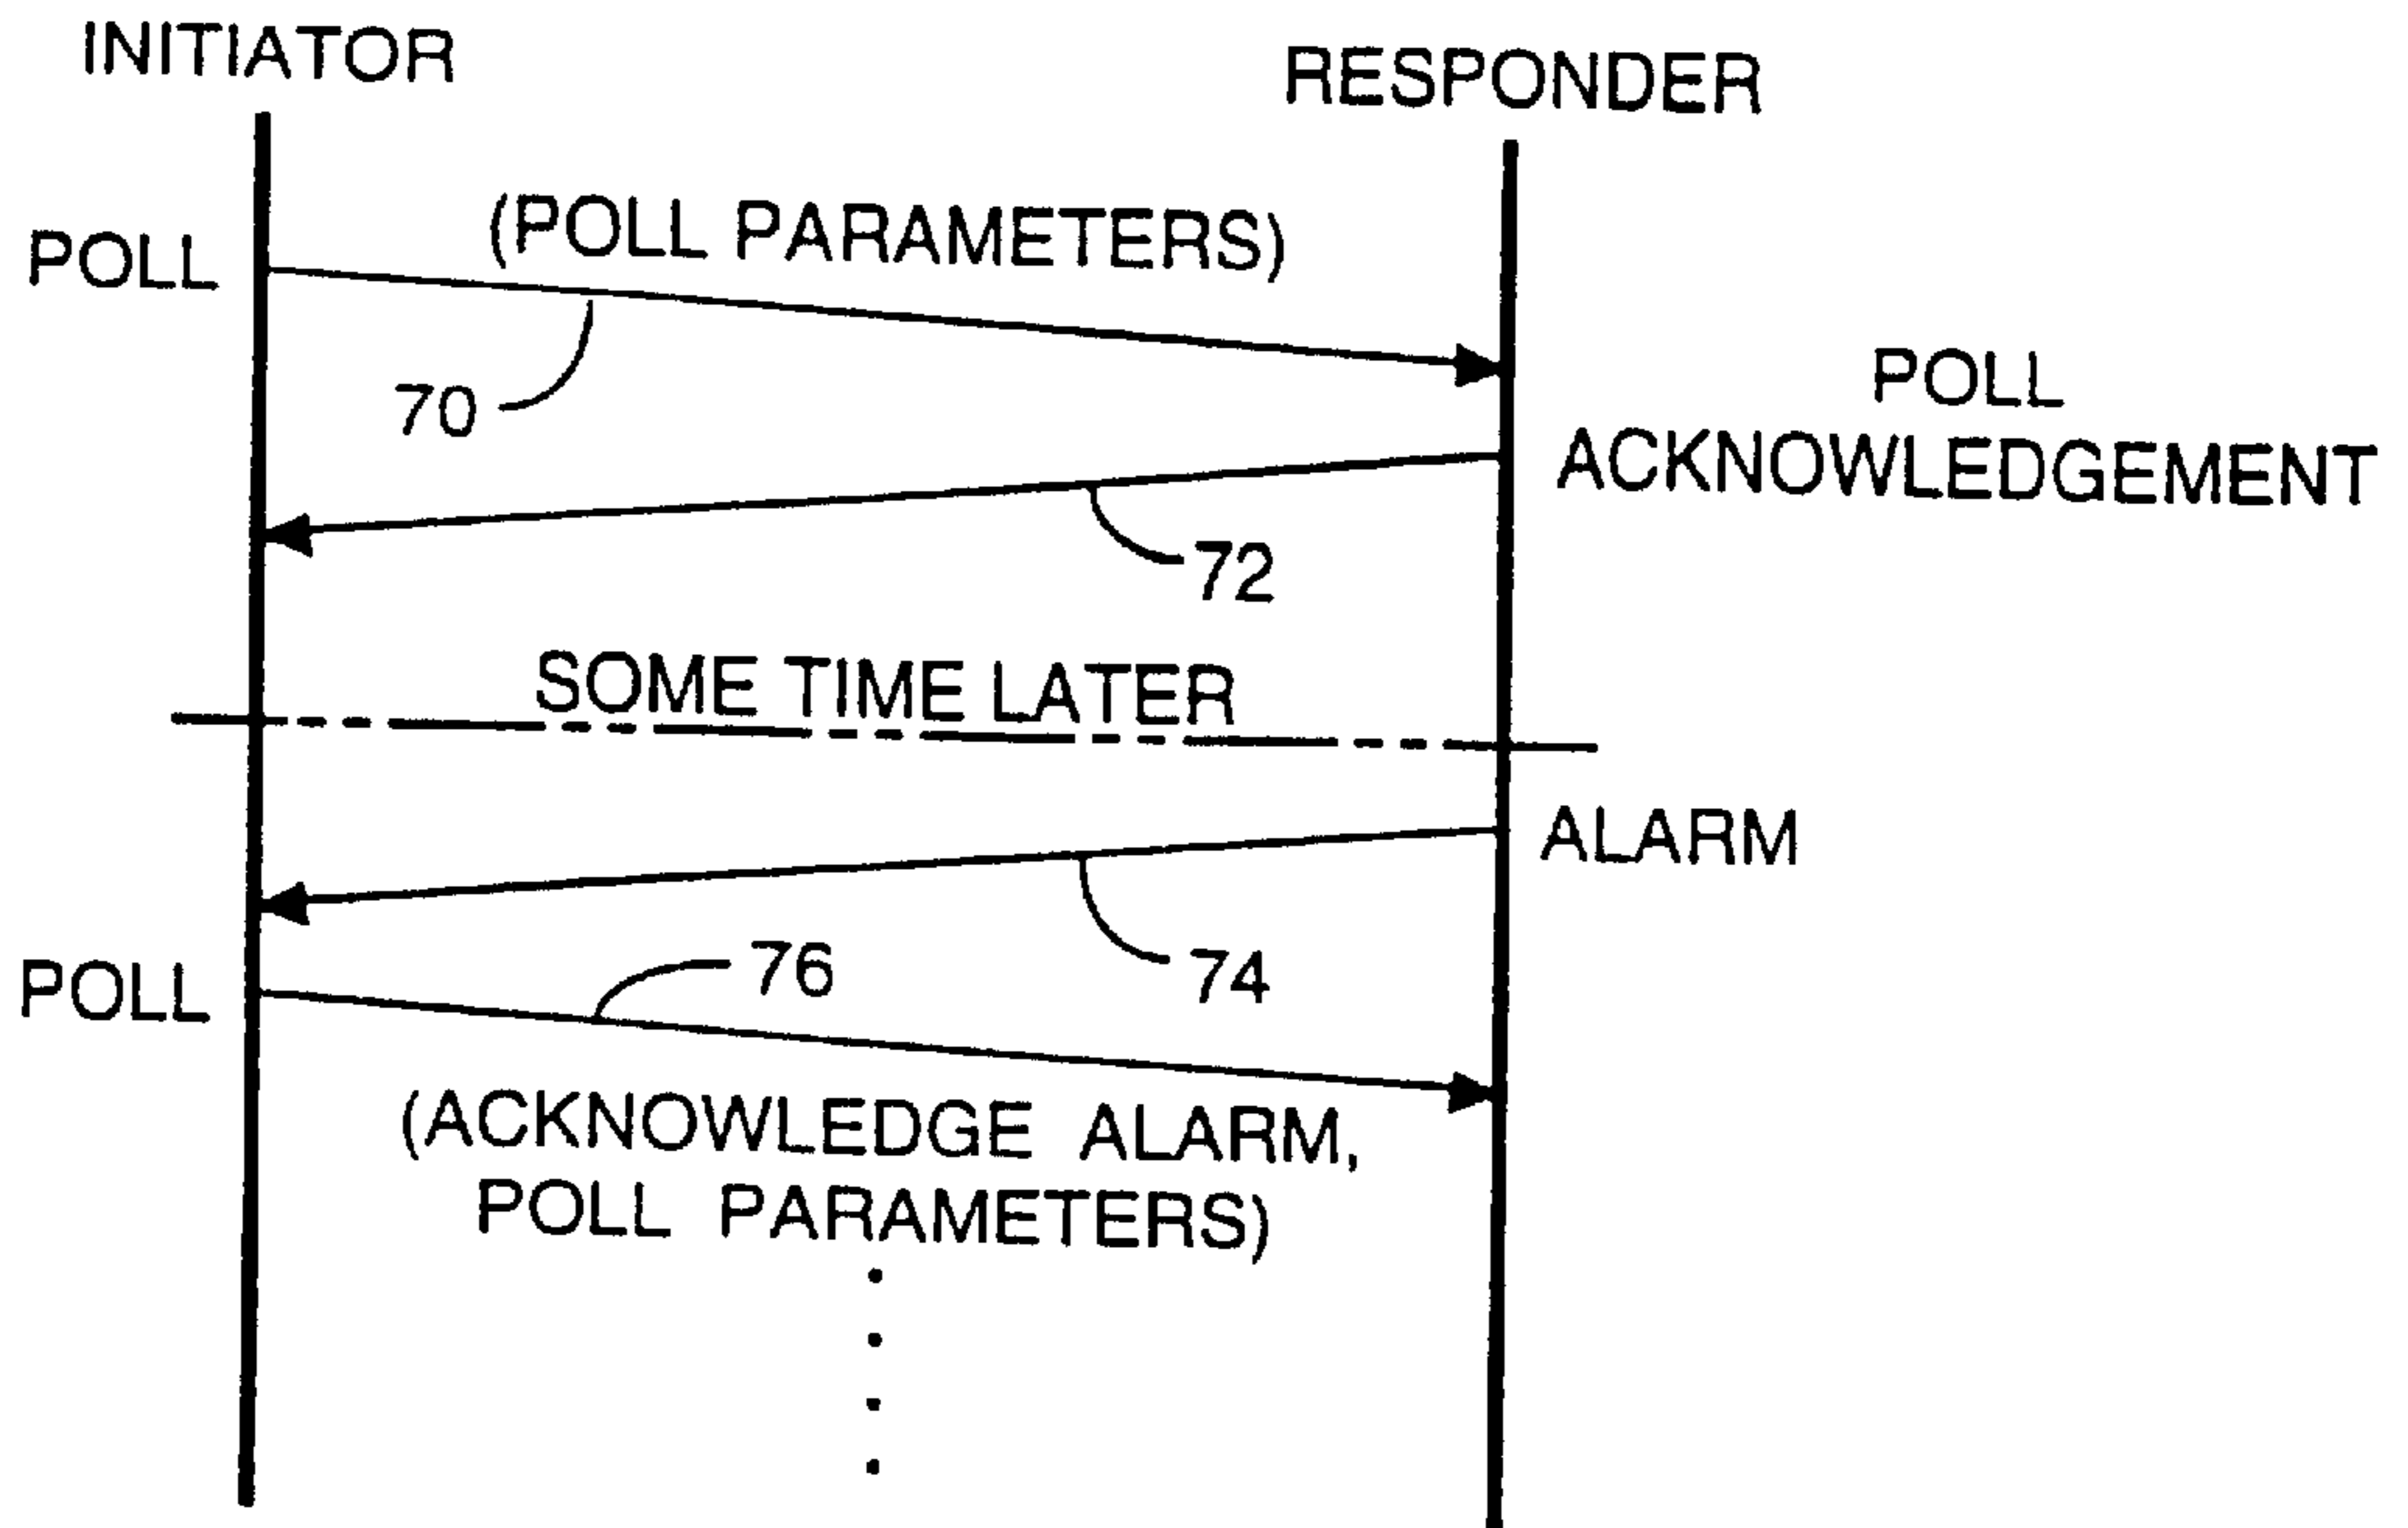 INITIATOR
RESPONDER
POLL
(POLL PARAMETERS)
70
POLL
ACKNOWLEDGEMENT
72
SOME TIME LATER
ALARM
74
76
POLL
(ACKNOWLEDGE ALARM,
POLL PARAMETERS)